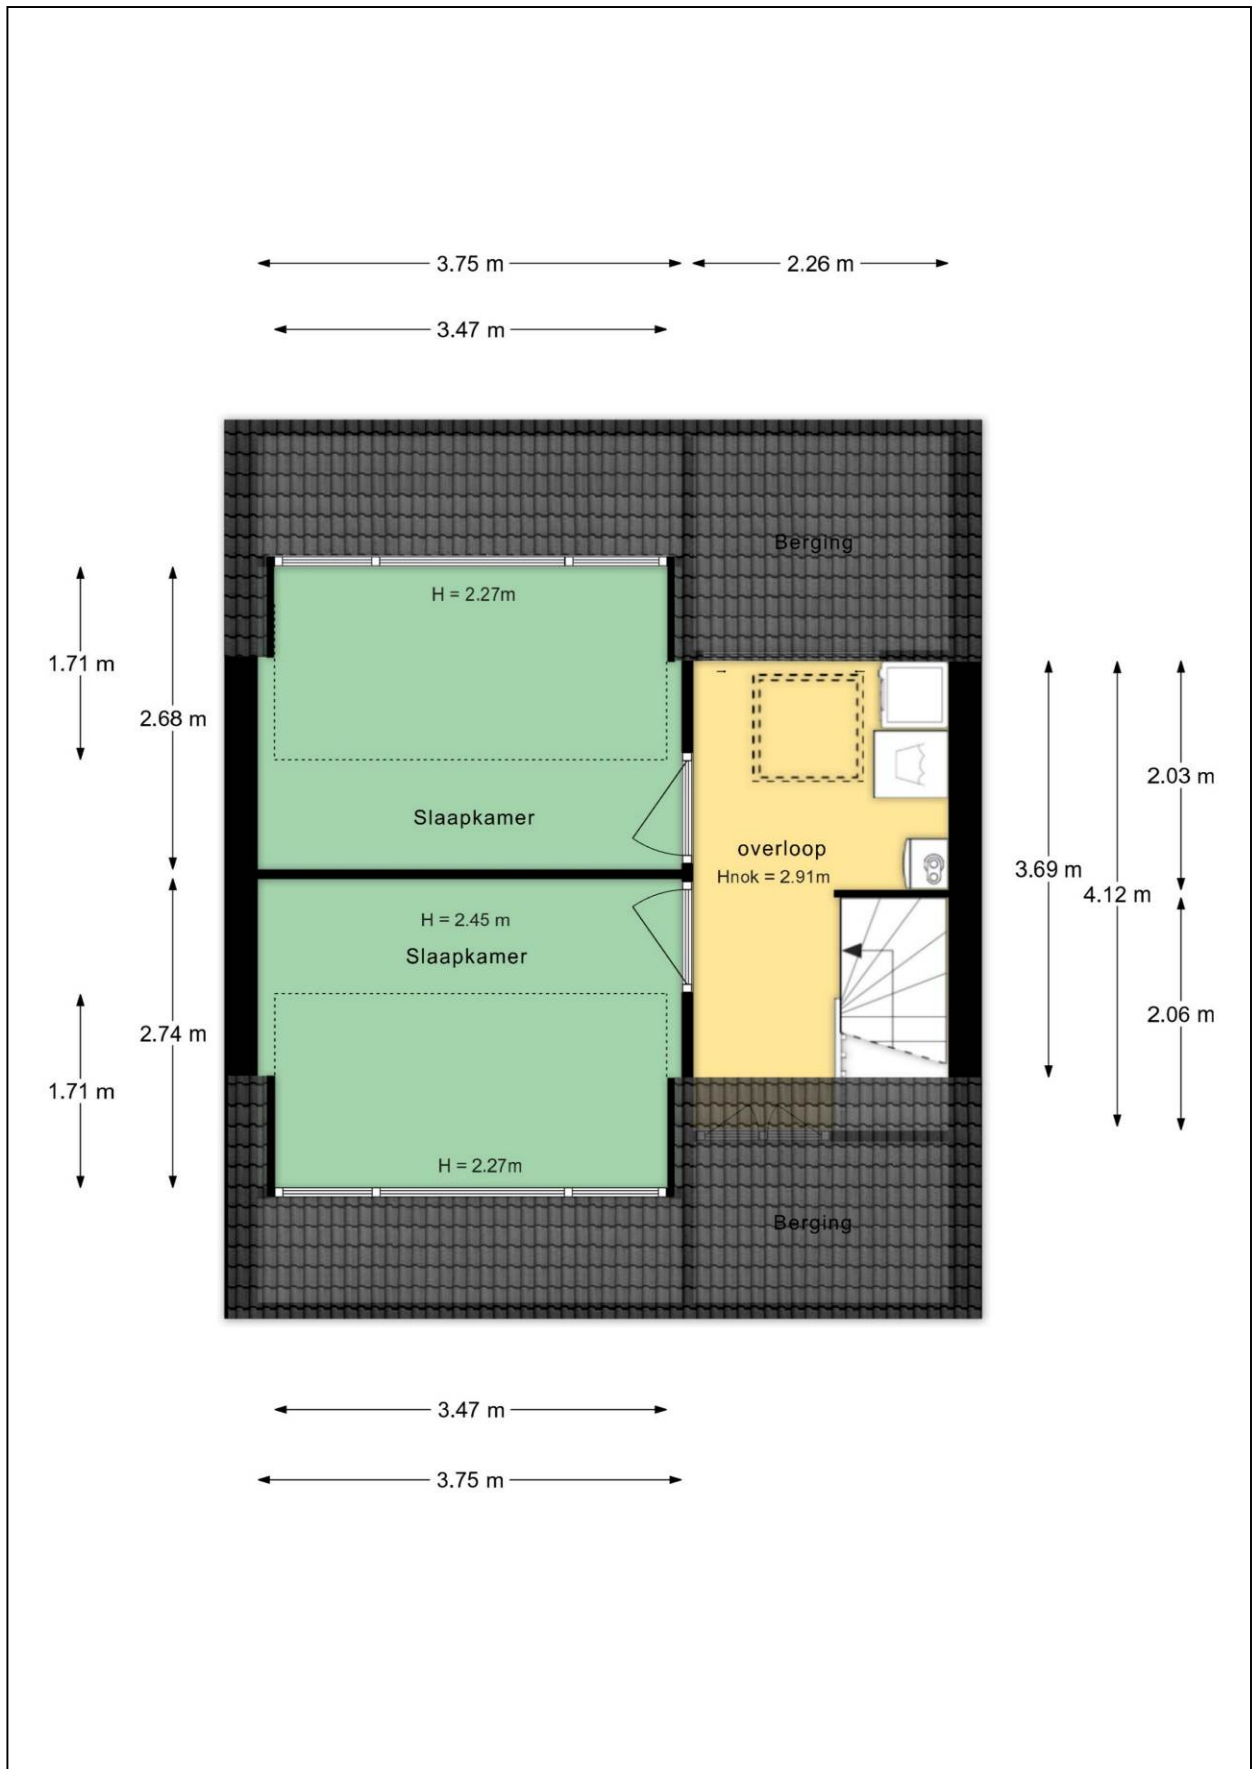 3.75 m
2.26 m
3.47 m
Berging
H = 2.27m
1.71 m
2.68 m
2.03 m
Slaapkamer
overloop
Hnok = 2.91m
3.69 m
4.12 m
H = 2.45 m
Slaapkamer
2.06 m
2.74 m
1.71 m
H = 2.27m
Berging
3.47 m
3.75 m